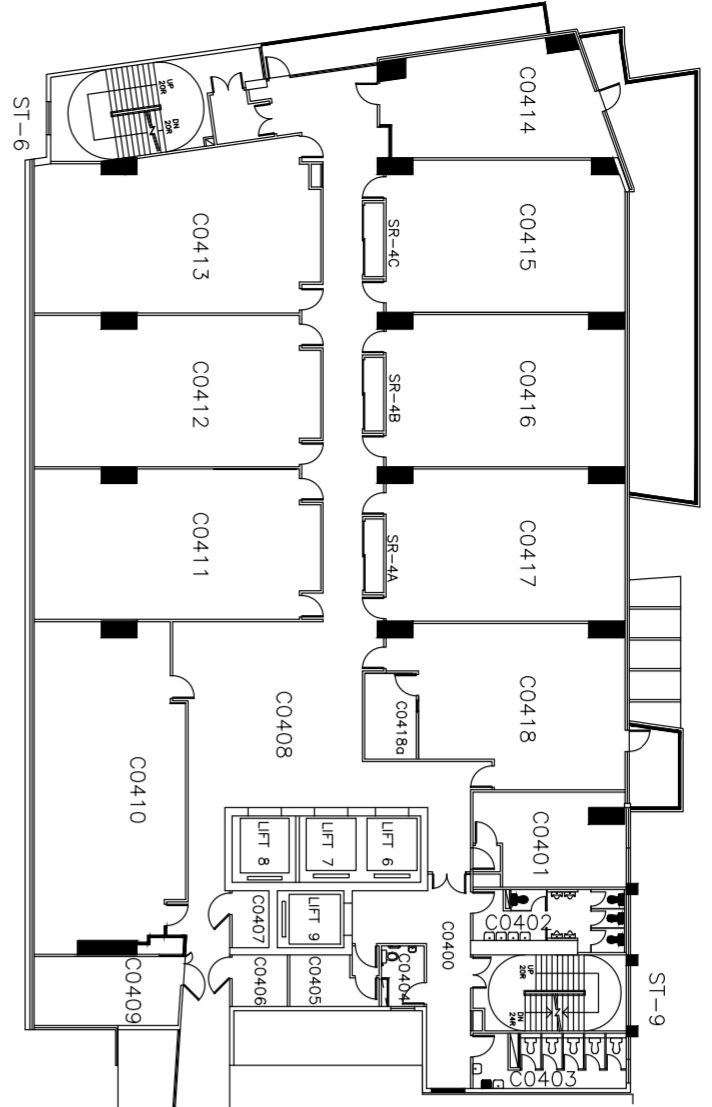 C0414
UP
20R
DN
20R
ST-6
C0413
SR-4C
C0415
C0412
SR-4B
C0416
C0411
SR-4A
C0417
C0408
C0418
C0418a
C0410
C0401
LIFT 8
LIFT 7
LIFT 6
LIFT 9
C0407
C0402
C0400
C0409
C0406
C0405
C0404
UP
20R
DN
24R
ST-9
C0403